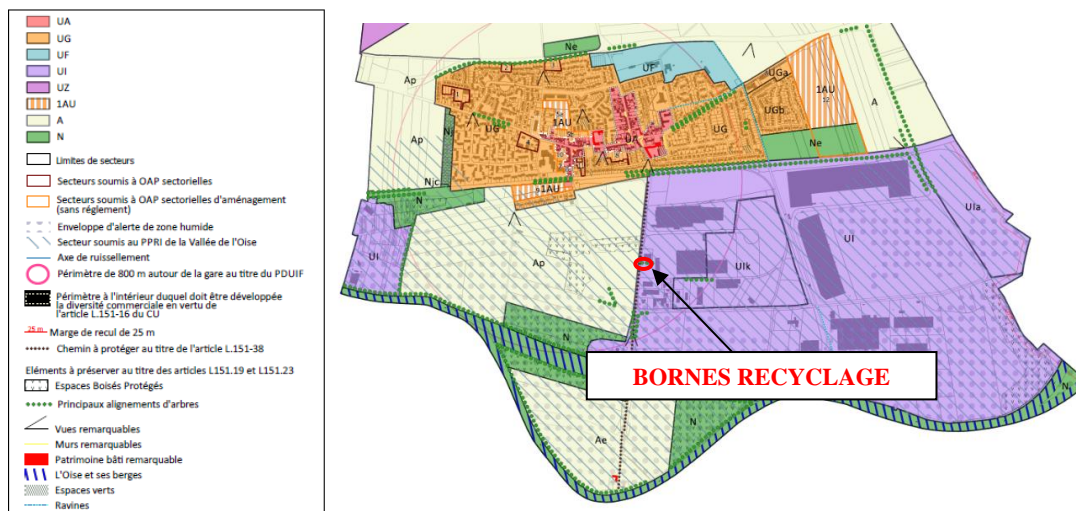 UA
UG
UF
UI
UZ
1AU
A
N
Limites de secteurs
Secteurs soumis à OAP sectorielles
Secteurs soumis à OAP sectorielles d'aménagement
(sans réglement)
Enveloppe d'alerte de zone humide
Secteur soumis au PPRI de la Vallée de l'Oise
Axe de ruissellement
Périmètre de 800 m autour de la gare au titre du PDUIF
Périmètre à l'intérieur duquel doit être développée
la diversité commerciale en vertu de
l'article L.151-16 du CU
25 m
Marge de recul de 25 m
Chemin à protéger au titre de l'article L.151-38
Eléments à préserver au titre des articles L151.19 et L151.23
Espaces Boisés Protégés
Principaux alignements d'arbres
Vues remarquables
Murs remarquables
Patrimoine bâti remarquable
L'Oise et ses berges
Espaces verts
Ravines
Ne
Ap
UF
UGa
1AU
12
A
UGb
1AU
Nj
UG
UA
UG
Ap
Ne
Njc
N
1AU
UIa
UI
Ap
UI
UIk
N
BORNES RECYCLAGE
N
N
Ae